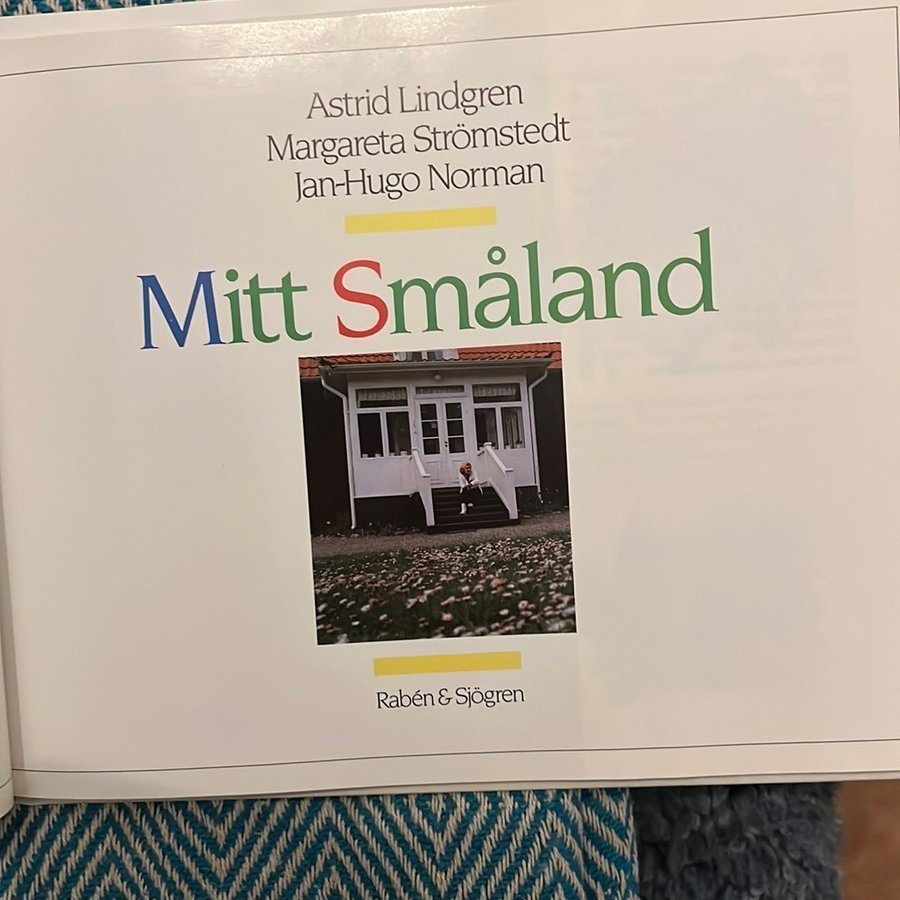 Astrid Lindgren
Margareta Strömstedt
Jan-Hugo Norman
Mitt Småland
Rabén & Sjögren